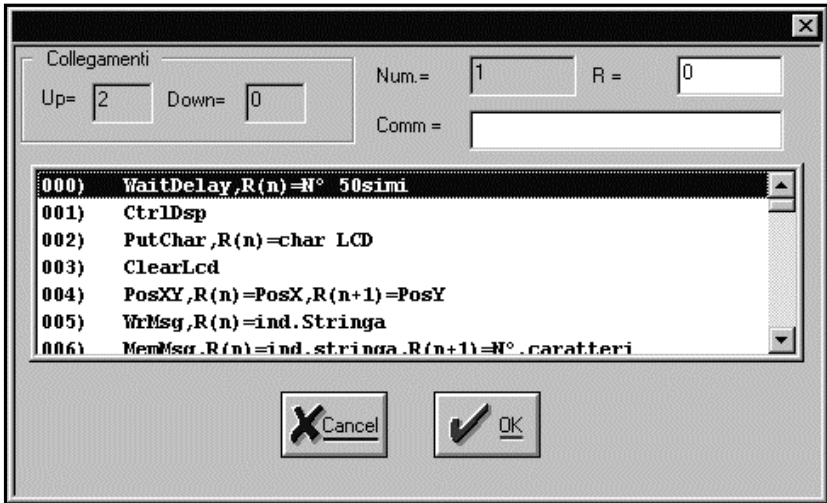 Collegamenti
Up= 2 Down= 0
Num.= 1 R = 0
Comm =
000) WaitDelay,R(n)=N° 50simi
001) CtrlDsp
002) PutChar,R(n)=char LCD
003) ClearLcd
004) PosXY,R(n)=PosX,R(n+1)=PosY
005) WrMsg,R(n)=ind.Stringa
006) MemMsg,R(n)=ind.stringa,R(n+1)=N°.caratteri
Cancel OK